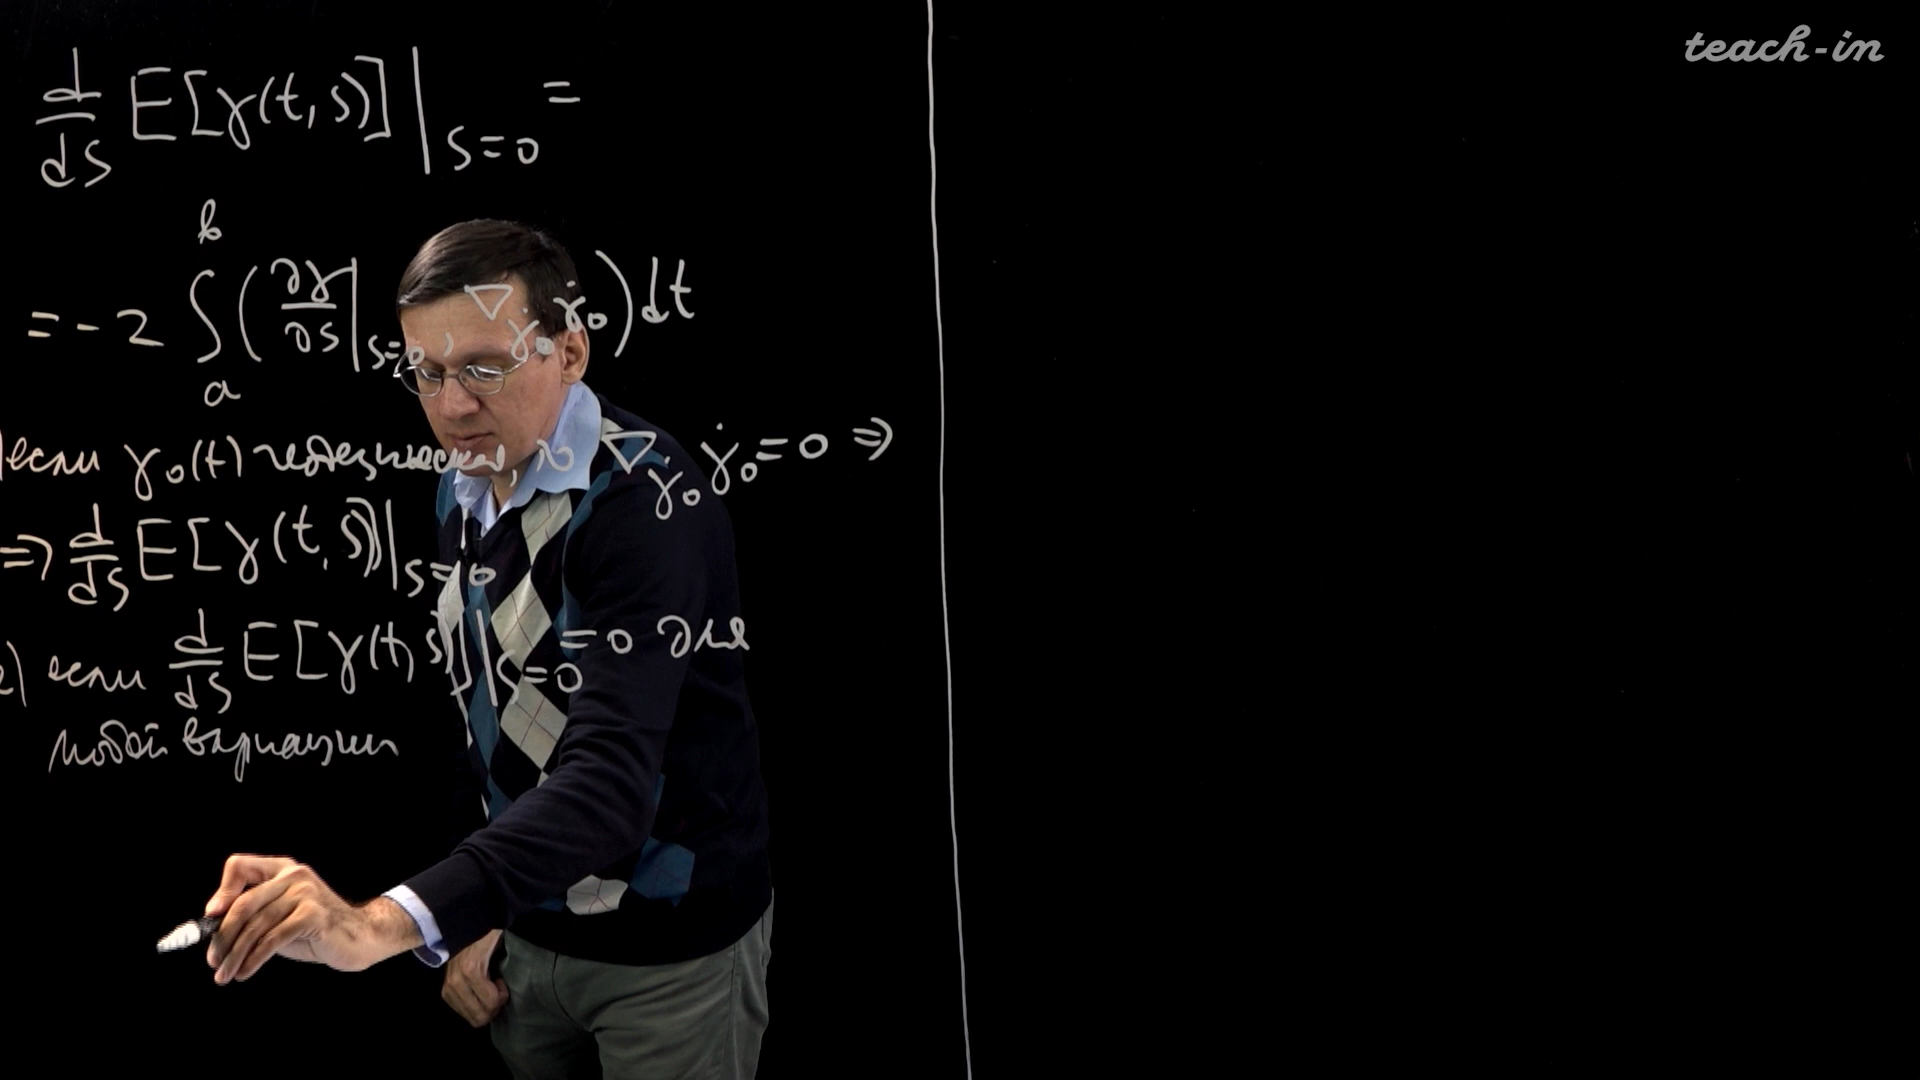 teach-in
d/ds E[γ(t,s)]|_{s=0} =
= -2 ∫_a^b (∂γ/∂s|_{s=0}, ∇_{γ̇₀} γ̇₀) dt
) если γ₀(t) геодезическая, то ∇_{γ̇₀} γ̇₀ = 0 ⇒
⇒ d/ds E[γ(t,s)]|_{s=0}
2) если d/ds E[γ(t,s)]|_{s=0} = 0 для
любой вариации